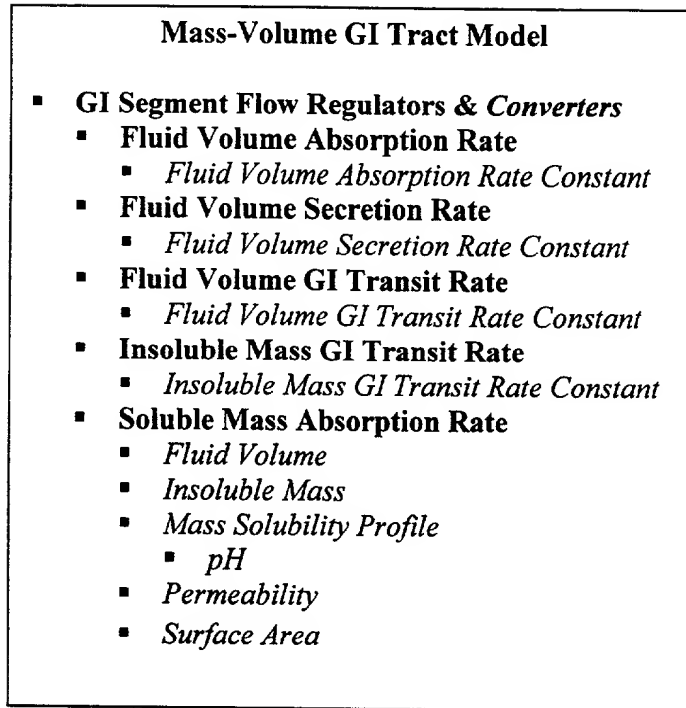 Mass-Volume GI Tract Model
▪ GI Segment Flow Regulators & Converters
▪ Fluid Volume Absorption Rate
▪ Fluid Volume Absorption Rate Constant
▪ Fluid Volume Secretion Rate
▪ Fluid Volume Secretion Rate Constant
▪ Fluid Volume GI Transit Rate
▪ Fluid Volume GI Transit Rate Constant
▪ Insoluble Mass GI Transit Rate
▪ Insoluble Mass GI Transit Rate Constant
▪ Soluble Mass Absorption Rate
▪ Fluid Volume
▪ Insoluble Mass
▪ Mass Solubility Profile
▪ pH
▪ Permeability
▪ Surface Area